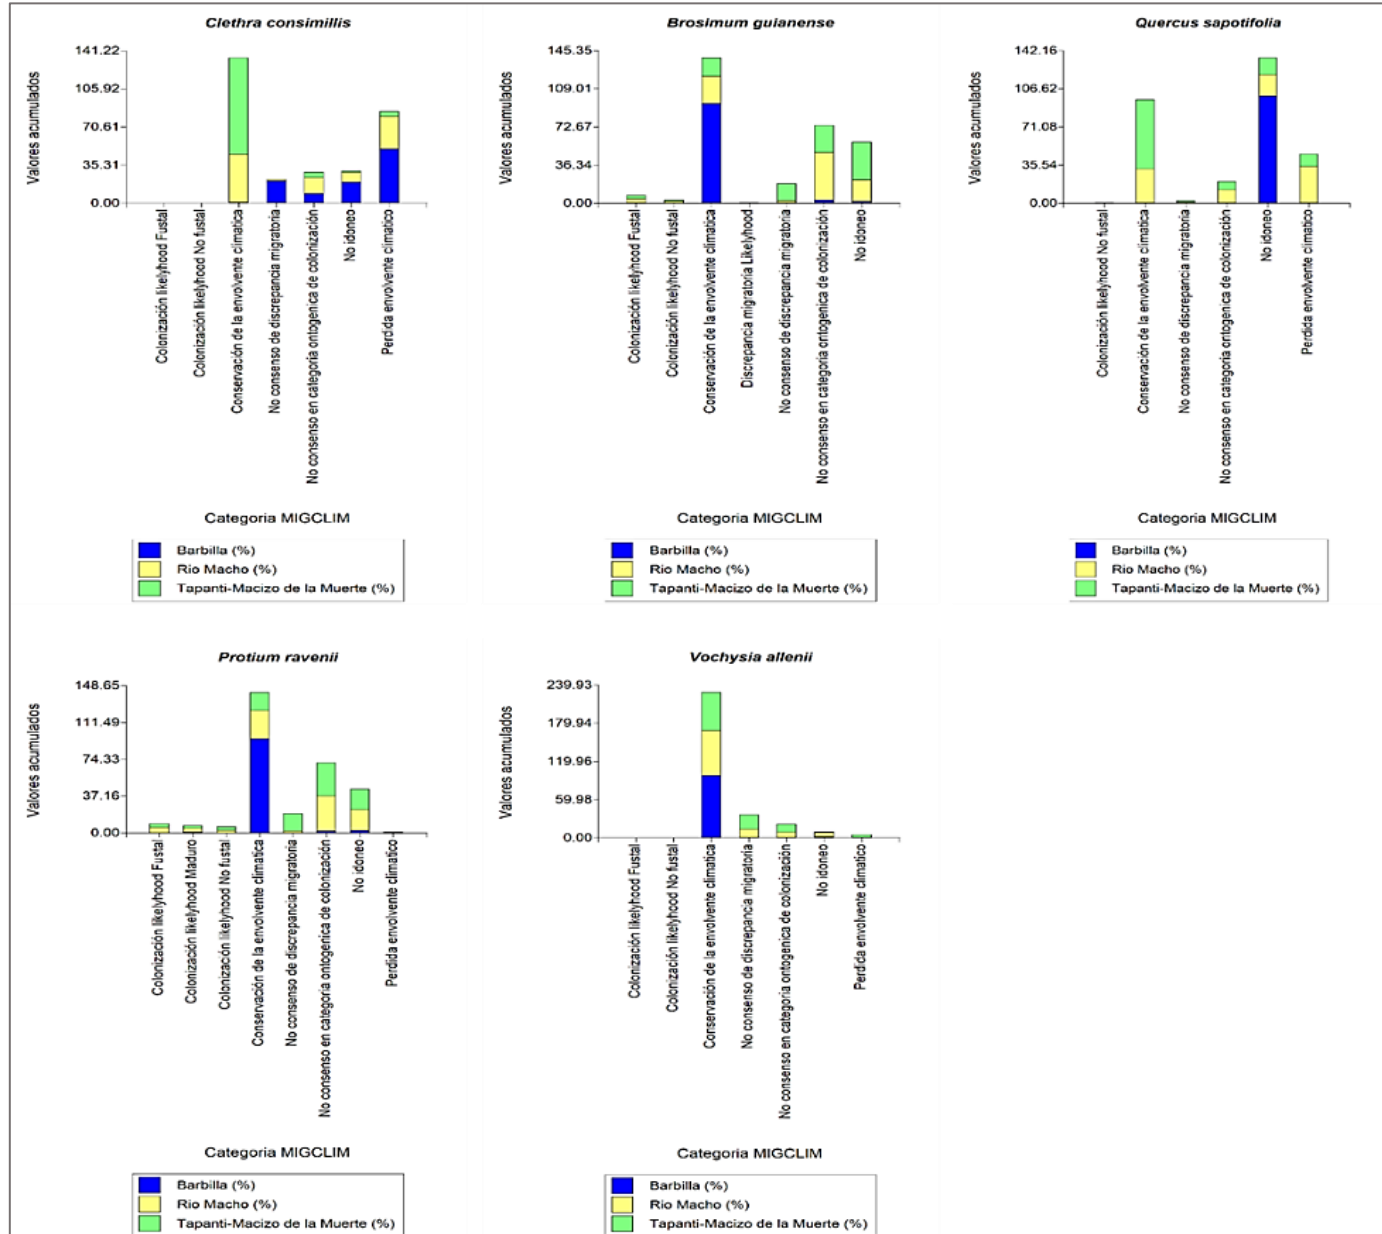 Clethra consimillis
Valores acumulados
141.22
105.92
70.61
35.31
0.00
Colonización likelyhood Fustal
Colonización likelyhood No fustal
Conservación de la envolvente climatica
No consenso de discrepancia migratoria
No consenso en categoria ontogenica de colonización
No idoneo
Perdida envolvente climatico
Categoria MIGCLIM
Barbilla (%)
Rio Macho (%)
Tapanti-Macizo de la Muerte (%)
Brosimum guianense
Valores acumulados
145.35
109.01
72.67
36.34
0.00
Colonización likelyhood Fustal
Colonización likelyhood No fustal
Conservación de la envolvente climatica
Discrepancia migratoria Likelyhood
No consenso de discrepancia migratoria
No consenso en categoria ontogenica de colonización
No idoneo
Categoria MIGCLIM
Barbilla (%)
Rio Macho (%)
Tapanti-Macizo de la Muerte (%)
Quercus sapotifolia
Valores acumulados
142.16
106.62
71.08
35.54
0.00
Colonización likelyhood No fustal
Conservación de la envolvente climatica
No consenso de discrepancia migratoria
No consenso en categoria ontogenica de colonización
No idoneo
Perdida envolvente climatico
Categoria MIGCLIM
Barbilla (%)
Rio Macho (%)
Tapanti-Macizo de la Muerte (%)
Protium ravenii
Valores acumulados
148.65
111.49
74.33
37.16
0.00
Colonización likelyhood Fustal
Colonización likelyhood Maduro
Colonización likelyhood No fustal
Conservación de la envolvente climatica
No consenso de discrepancia migratoria
No consenso en categoria ontogenica de colonización
No idoneo
Perdida envolvente climatico
Categoria MIGCLIM
Barbilla (%)
Rio Macho (%)
Tapanti-Macizo de la Muerte (%)
Vochysia allenii
Valores acumulados
239.93
179.94
119.96
59.98
0.00
Colonización likelyhood Fustal
Colonización likelyhood No fustal
Conservación de la envolvente climatica
No consenso de discrepancia migratoria
No consenso en categoria ontogenica de colonización
No idoneo
Perdida envolvente climatico
Categoria MIGCLIM
Barbilla (%)
Rio Macho (%)
Tapanti-Macizo de la Muerte (%)